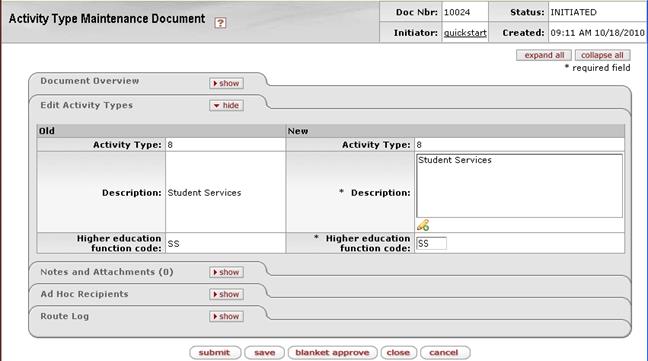 Activity Type Maintenance Document ?
Doc Nbr: 10024 Status: INITIATED
Initiator: quickstart Created: 09:11 AM 10/18/2010
expand all collapse all
* required field
Document Overview show
Edit Activity Types hide
Old New
Activity Type: 8 Activity Type: 8
Description: Student Services * Description: Student Services
Higher education function code: SS * Higher education function code: SS
Notes and Attachments (0) show
Ad Hoc Recipients show
Route Log show
submit save blanket approve close cancel